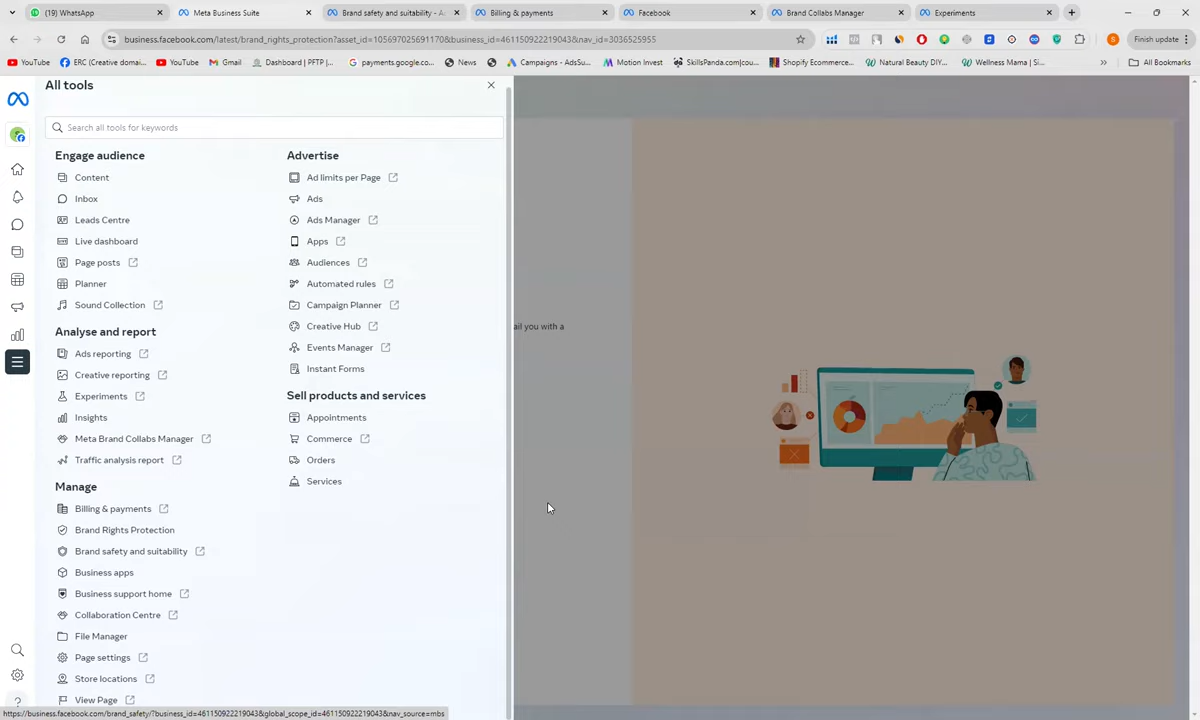 (19) WhatsApp
Meta Business Suite
Brand safety and suitability - A
Billing & payments
Facebook
Brand Collabs Manager
Experiments
business.facebook.com/latest/brand_rights_protection?asset_id=105697025691170&business_id=461150922219043&nav_id=3036525955
Finish update
YouTube
ERC (Creative domai...
YouTube
Gmail
Dashboard | PFTP |...
payments.google.co...
News
Campaigns - AdsSu...
Motion Invest
SkillsPanda.com|cou...
Shopify Ecommerce...
Natural Beauty DIY...
Wellness Mama | Si...
All Bookmarks
All tools
Search all tools for keywords
Engage audience
Content
Inbox
Leads Centre
Live dashboard
Page posts
Planner
Sound Collection
Analyse and report
Ads reporting
Creative reporting
Experiments
Insights
Meta Brand Collabs Manager
Traffic analysis report
Manage
Billing & payments
Brand Rights Protection
Brand safety and suitability
Business apps
Business support home
Collaboration Centre
File Manager
Page settings
Store locations
View Page
Advertise
Ad limits per Page
Ads
Ads Manager
Apps
Audiences
Automated rules
Campaign Planner
Creative Hub
Events Manager
Instant Forms
Sell products and services
Appointments
Commerce
Orders
Services
ail you with a
https://business.facebook.com/brand_safety/?business_id=461150922219043&global_scope_id=461150922219043&nav_source=mbs